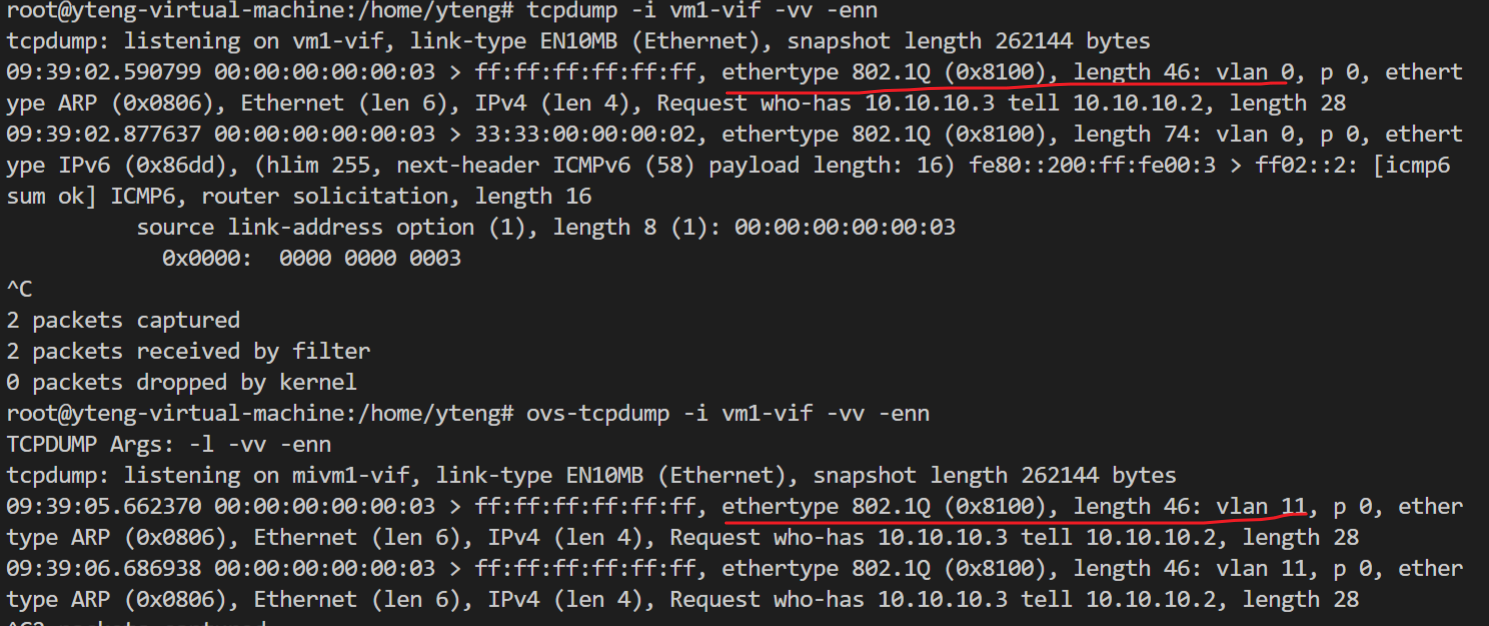 root@yteng-virtual-machine:/home/yteng# tcpdump -i vm1-vif -vv -enn
tcpdump: listening on vm1-vif, link-type EN10MB (Ethernet), snapshot length 262144 bytes
09:39:02.590799 00:00:00:00:00:03 > ff:ff:ff:ff:ff:ff, ethertype 802.1Q (0x8100), length 46: vlan 0, p 0, ethert
ype ARP (0x0806), Ethernet (len 6), IPv4 (len 4), Request who-has 10.10.10.3 tell 10.10.10.2, length 28
09:39:02.877637 00:00:00:00:00:03 > 33:33:00:00:00:02, ethertype 802.1Q (0x8100), length 74: vlan 0, p 0, ethert
ype IPv6 (0x86dd), (hlim 255, next-header ICMPv6 (58) payload length: 16) fe80::200:ff:fe00:3 > ff02::2: [icmp6
sum ok] ICMP6, router solicitation, length 16
          source link-address option (1), length 8 (1): 00:00:00:00:00:03
            0x0000:  0000 0000 0003
^C
2 packets captured
2 packets received by filter
0 packets dropped by kernel
root@yteng-virtual-machine:/home/yteng# ovs-tcpdump -i vm1-vif -vv -enn
TCPDUMP Args: -l -vv -enn
tcpdump: listening on mivm1-vif, link-type EN10MB (Ethernet), snapshot length 262144 bytes
09:39:05.662370 00:00:00:00:00:03 > ff:ff:ff:ff:ff:ff, ethertype 802.1Q (0x8100), length 46: vlan 11, p 0, ether
type ARP (0x0806), Ethernet (len 6), IPv4 (len 4), Request who-has 10.10.10.3 tell 10.10.10.2, length 28
09:39:06.686938 00:00:00:00:00:03 > ff:ff:ff:ff:ff:ff, ethertype 802.1Q (0x8100), length 46: vlan 11, p 0, ether
type ARP (0x0806), Ethernet (len 6), IPv4 (len 4), Request who-has 10.10.10.3 tell 10.10.10.2, length 28